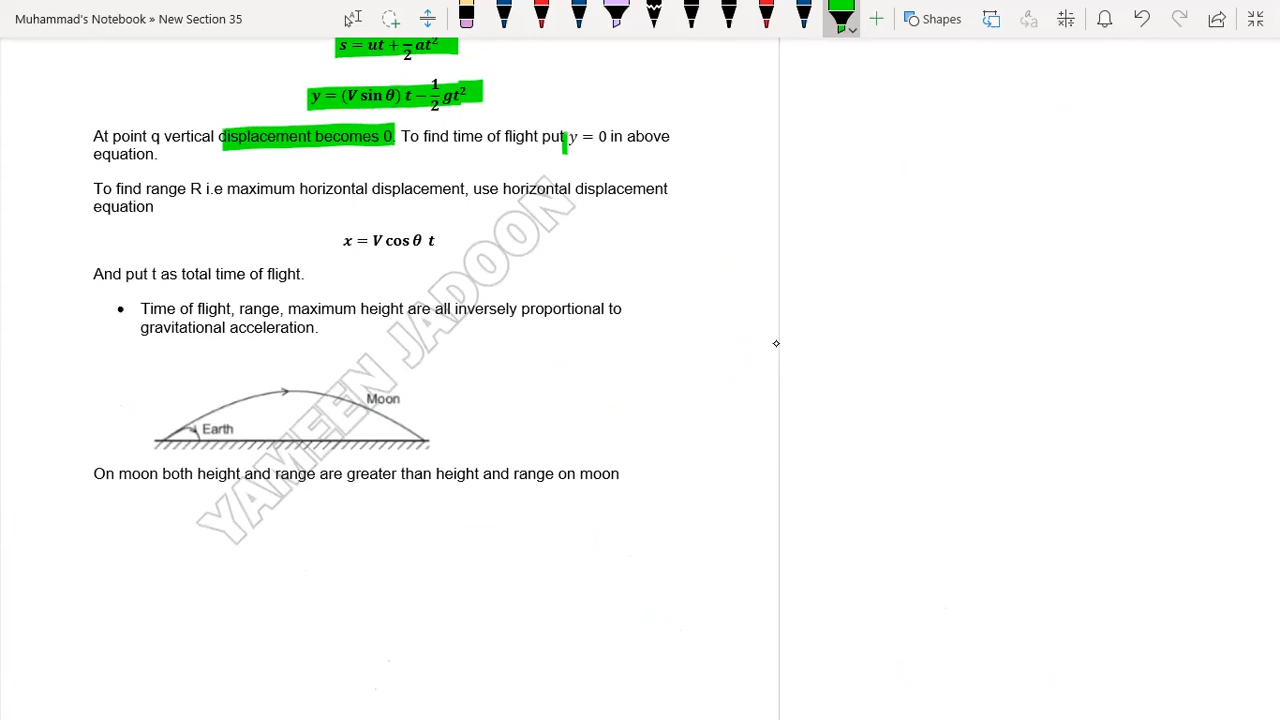 Muhammad's Notebook » New Section 35
Shapes
s = ut + 1/2 at²
y = (V sin θ) t − 1/2 gt²
At point q vertical displacement becomes 0. To find time of flight put y = 0 in above
equation.
To find range R i.e maximum horizontal displacement, use horizontal displacement
equation
x = V cos θ t
And put t as total time of flight.
• Time of flight, range, maximum height are all inversely proportional to
gravitational acceleration.
Moon
Earth
On moon both height and range are greater than height and range on moon
YAMEEN JADOON